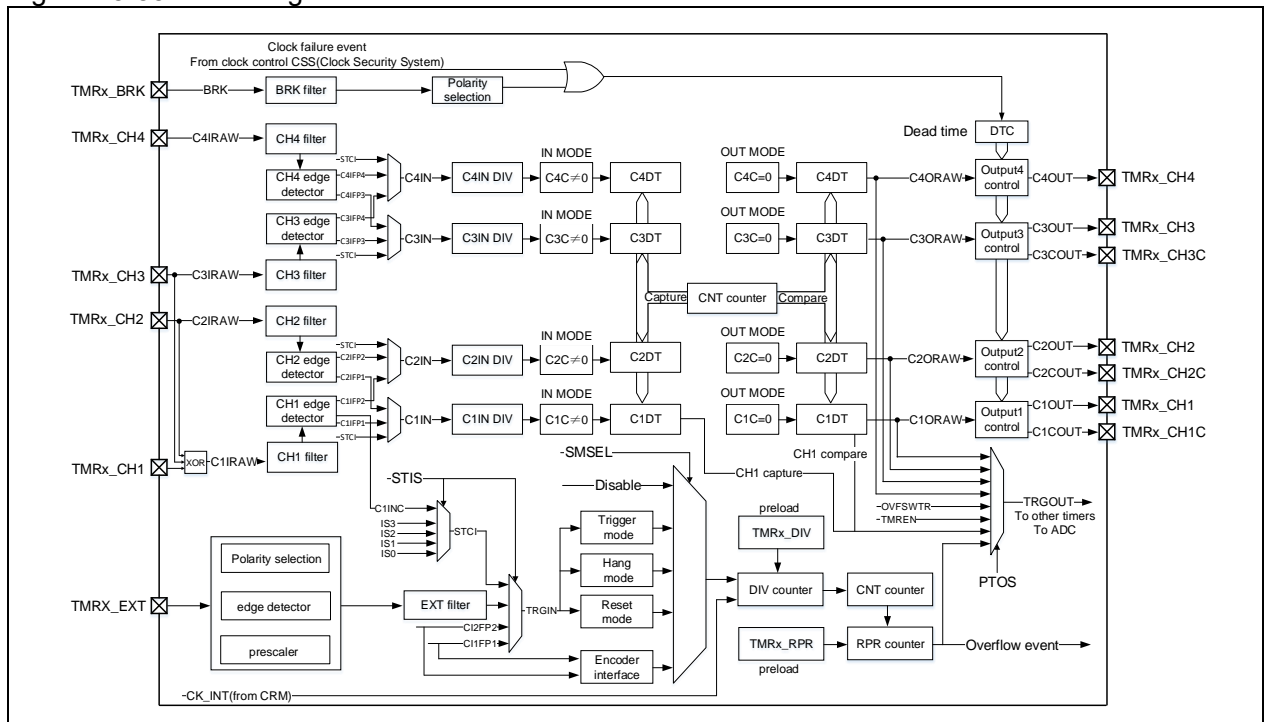 Clock failure event
From clock control CSS(Clock Security System)
TMRx_BRK
BRK
BRK filter
Polarity
selection
TMRx_CH4
C4IRAW
CH4 filter
Dead time
DTC
STCI
C4IFP4
C4IFP3
CH4 edge
detector
C4IN
C4IN DIV
IN MODE
C4C≠0
C4DT
OUT MODE
C4C=0
C4DT
C4ORAW
Output4
control
C4OUT
TMRx_CH4
CH3 edge
detector
C3IFP4
C3IFP3
STCI
C3IN
C3IN DIV
IN MODE
C3C≠0
C3DT
OUT MODE
C3C=0
C3DT
C3ORAW
Output3
control
C3OUT
C3COUT
TMRx_CH3
TMRx_CH3C
TMRx_CH3
C3IRAW
CH3 filter
Capture
CNT counter
Compare
TMRx_CH2
C2IRAW
CH2 filter
STCI
C2IFP2
C2IFP1
CH2 edge
detector
C2IN
C2IN DIV
IN MODE
C2C≠0
C2DT
OUT MODE
C2C=0
C2DT
C2ORAW
Output2
control
C2OUT
C2COUT
TMRx_CH2
TMRx_CH2C
CH1 edge
detector
C1IFP2
C1IFP1
STCI
C1IN
C1IN DIV
IN MODE
C1C≠0
C1DT
OUT MODE
C1C=0
C1DT
C1ORAW
Output1
control
C1OUT
C1COUT
TMRx_CH1
TMRx_CH1C
TMRx_CH1
XOR
C1IRAW
CH1 filter
-SMSEL
CH1 capture
CH1 compare
-STIS
Disable
C1INC
IS3
IS2
IS1
IS0
STCI
Trigger
mode
Hang
mode
Reset
mode
Encoder
interface
preload
TMRx_DIV
-OVFSWTR
-TMREN
TRGOUT
To other timers
To ADC
PTOS
TMRX_EXT
Polarity selection
edge detector
prescaler
EXT filter
CI2FP2
CI1FP1
TRGIN
DIV counter
CNT counter
TMRx_RPR
preload
RPR counter
Overflow event
-CK_INT(from CRM)